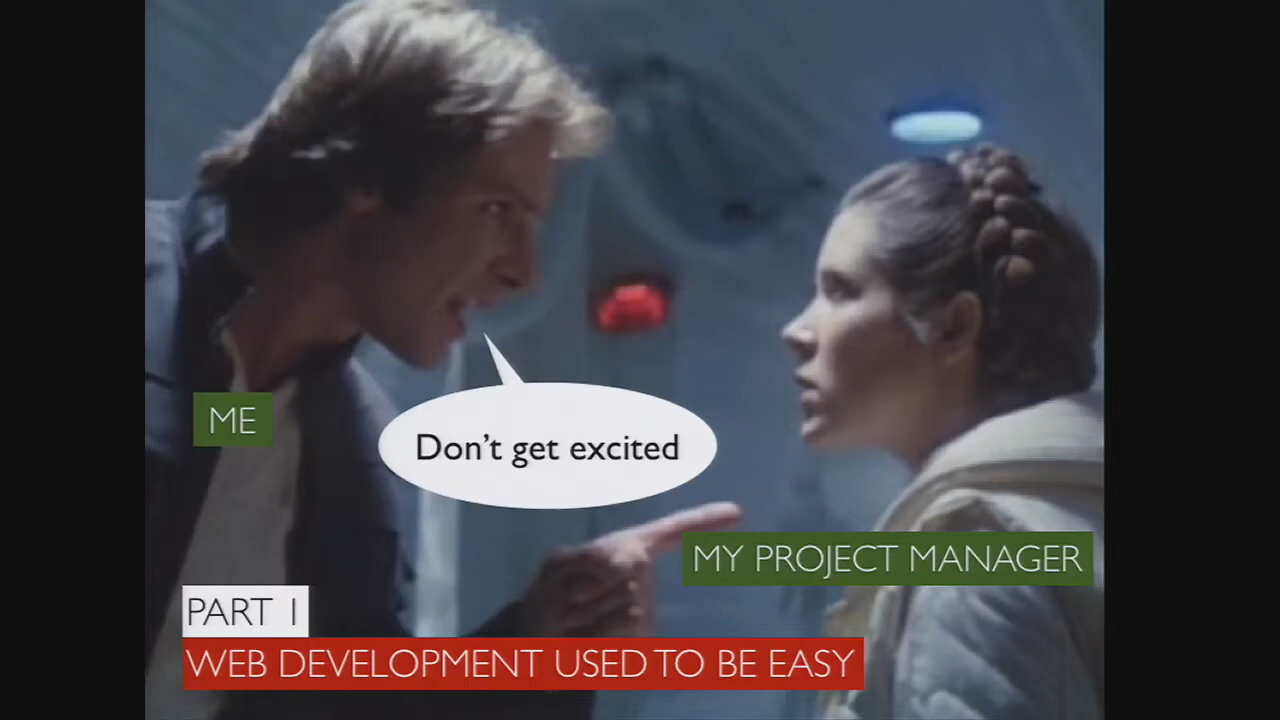 ME
Don't get excited
MY PROJECT MANAGER
PART 1
WEB DEVELOPMENT USED TO BE EASY